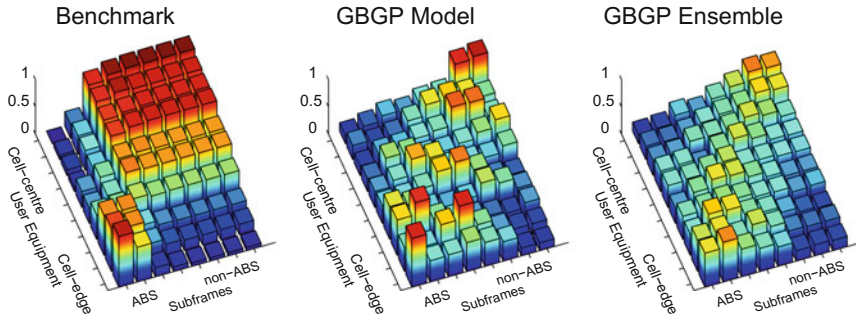 Benchmark
GBGP Model
GBGP Ensemble
1
0.5
0
Cell-centre
User Equipment
Cell-edge
ABS
Subframes
non-ABS
1
0.5
0
Cell-centre
User Equipment
Cell-edge
ABS
Subframes
non-ABS
1
0.5
0
Cell-centre
User Equipment
Cell-edge
ABS
Subframes
non-ABS